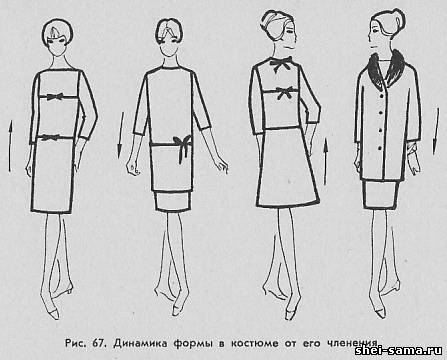 Рис. 67. Динамика формы в костюме от его членения.
shei-sama.ru